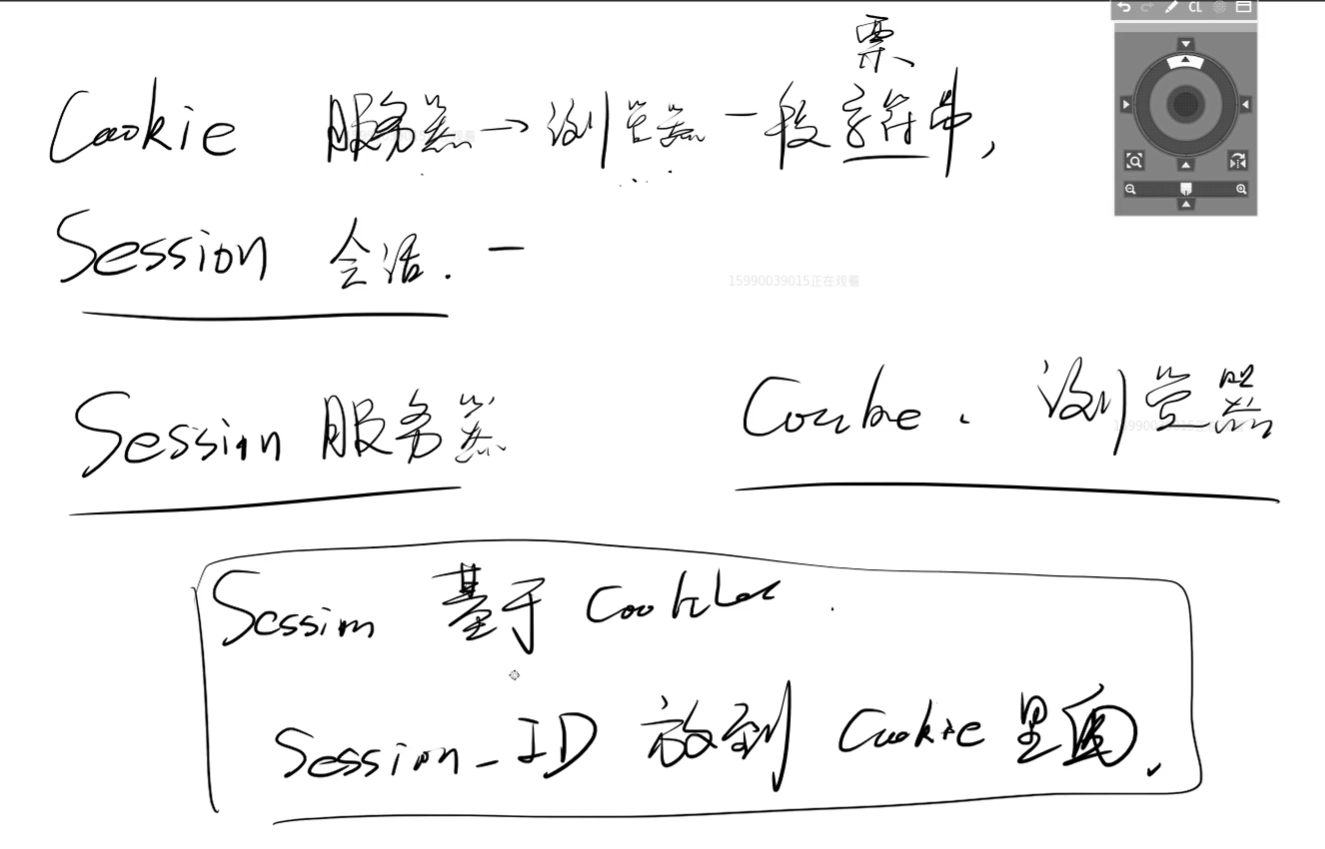 票
Cookie 服务器→浏览器一段字符串,
Session 会话. 一
15990039015正在观看
Session 服务器
Cookie. 浏览器
Session 基于 Cookie.
Session_ID 放到 Cookie 里面.
CL